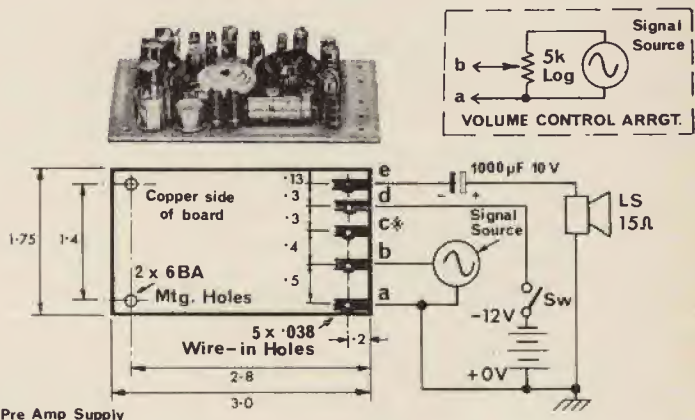 Signal
Source
5k
Log
b
a
VOLUME CONTROL ARRGT.
e
1000µF 10V
·13
- +
Copper side
of board
·3
d
LS
15Ω
·3
c*
Signal
Source
1·75
1·4
·4
b
2 x 6BA
Mtg. Holes
·5
a
Sw
-12V
5 x ·038
Wire-in Holes
·2
+0V
2·8
3·0
Pre Amp Supply